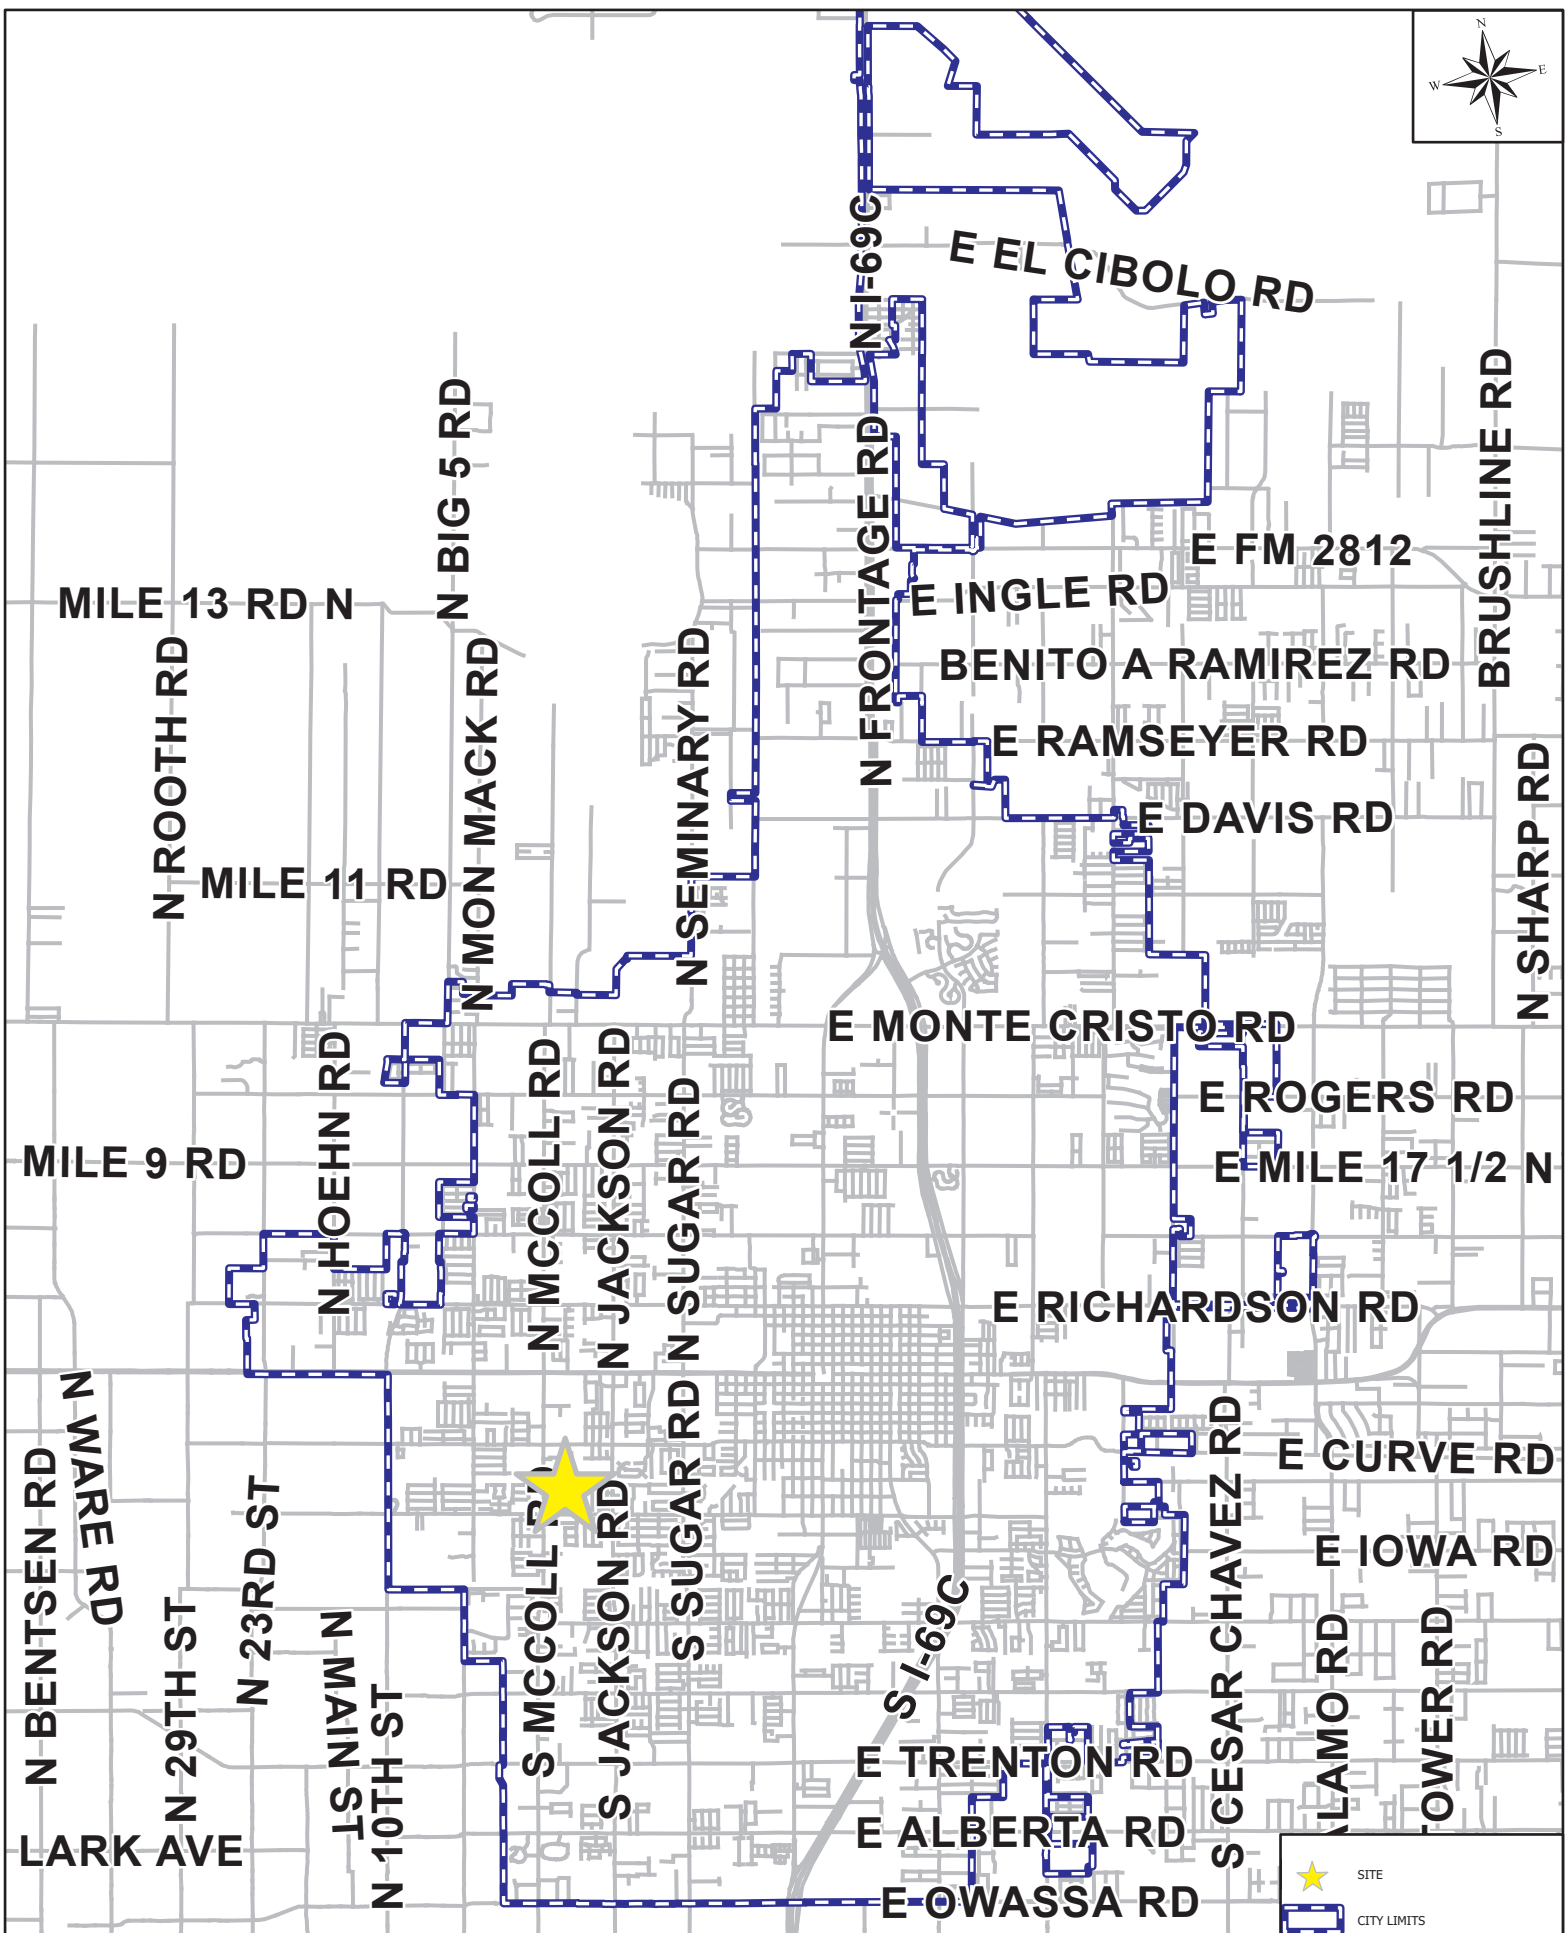 N
E
W
S
N I-69C
E EL CIBOLO RD
N BIG 5 RD
BRUSHLINE RD
N FRONTAGE RD
E FM 2812
E INGLE RD
MILE 13 RD N
BENITO A RAMIREZ RD
N ROOTH RD
N MON MACK RD
N SEMINARY RD
E RAMSEYER RD
N SHARP RD
E DAVIS RD
MILE 11 RD
E MONTE CRISTO RD
N HOEHN RD
N MCCOLL RD
N JACKSON RD
N SUGAR RD
E ROGERS RD
MILE 9 RD
E MILE 17 1/2 N
E RICHARDSON RD
N WARE RD
S SUGAR RD
S CESAR CHAVEZ RD
E CURVE RD
N BENTSEN RD
N 23RD ST
S MCCOLL RD
S JACKSON RD
E IOWA RD
N 29TH ST
N MAIN ST
S I-69C
N 10TH ST
ALAMO RD
TOWER RD
E TRENTON RD
E ALBERTA RD
LARK AVE
E OWASSA RD
SITE
CITY LIMITS